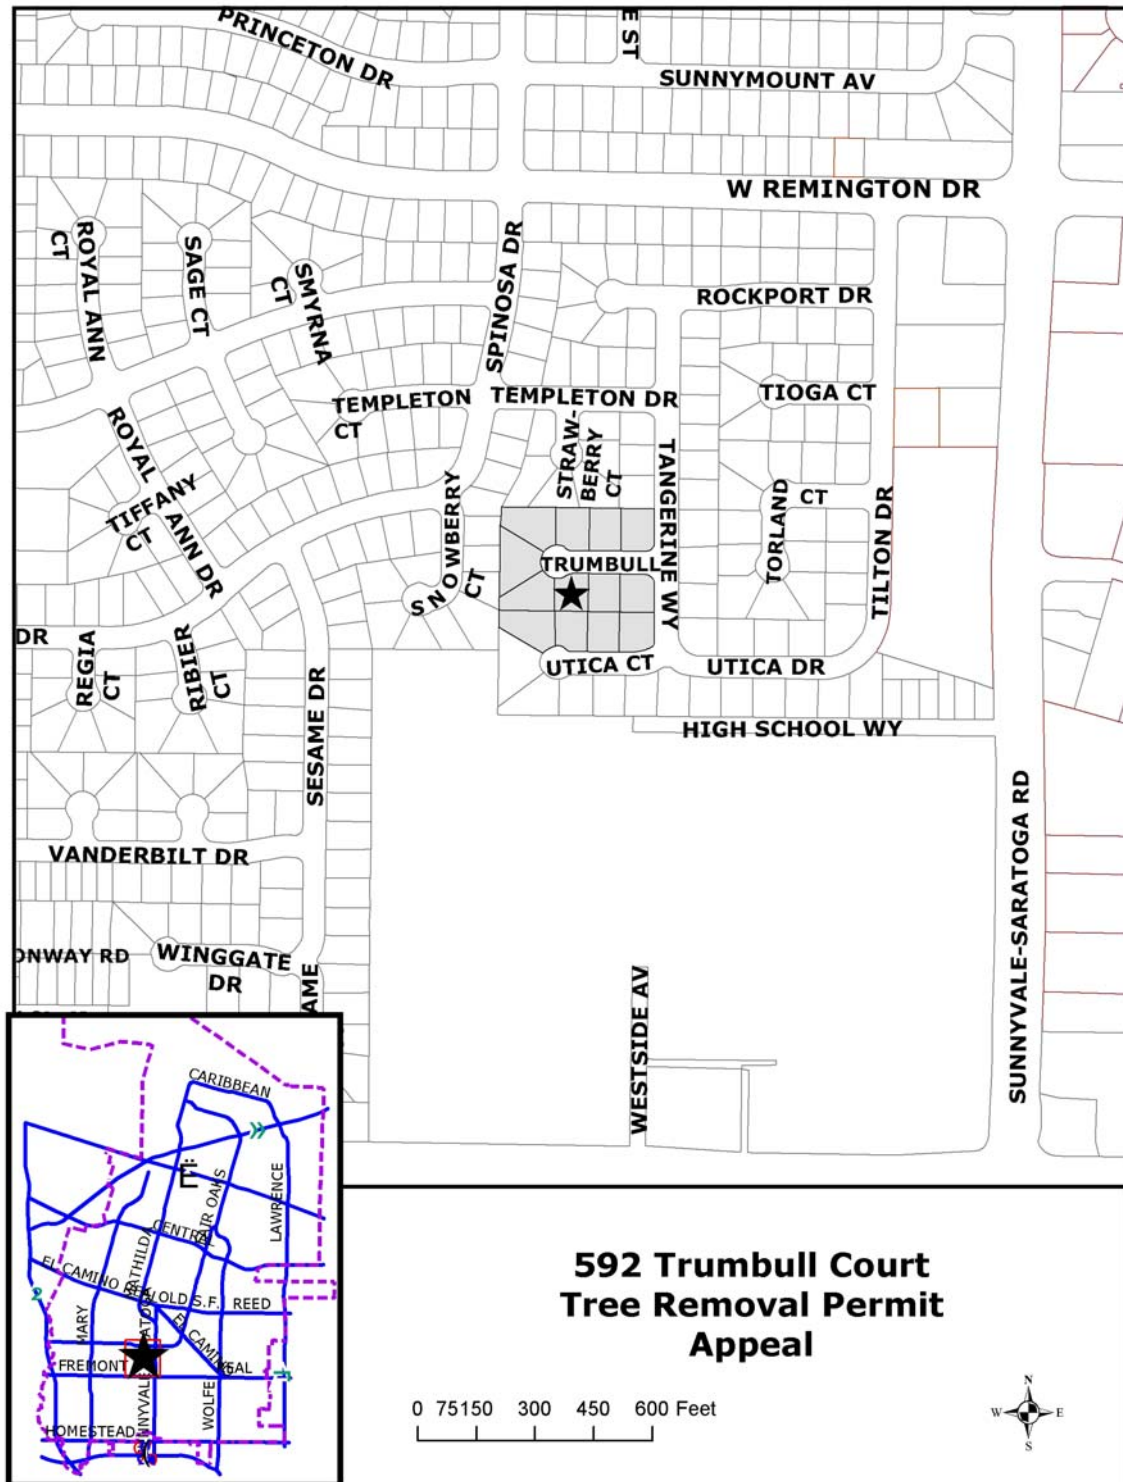 PRINCETON DR
E ST
SUNNYMOUNT AV
W REMINGTON DR
ROYAL ANN
CT
SAGE CT
SMYRNA
CT
SPINOSA DR
ROCKPORT DR
TEMPLETON
CT
TEMPLETON DR
TIOGA CT
ROYAL ANN DR
TIFFANY
CT
STRAW-
BERRY
CT
TANGERINE WY
TORLAND
CT
TILTON DR
SNOWBERRY
CT
TRUMBULL
DR
REGIA
CT
RIBIER
CT
UTICA CT
UTICA DR
SESAME DR
HIGH SCHOOL WY
VANDERBILT DR
SUNNYVALE-SARATOGA RD
ONWAY RD
WINGGATE
DR
AME
WESTSIDE AV
CARIBBEAN
FAIR OAKS
LAWRENCE
CENTRAL
MATHILDA
EL CAMINO REAL
OLD S.F.
REED
MARY
EL CAMINO REAL
FREMONT
WOLFE
HOMESTEAD
592 Trumbull Court
Tree Removal Permit
Appeal
0 75 150 300 450 600 Feet
N
W E
S